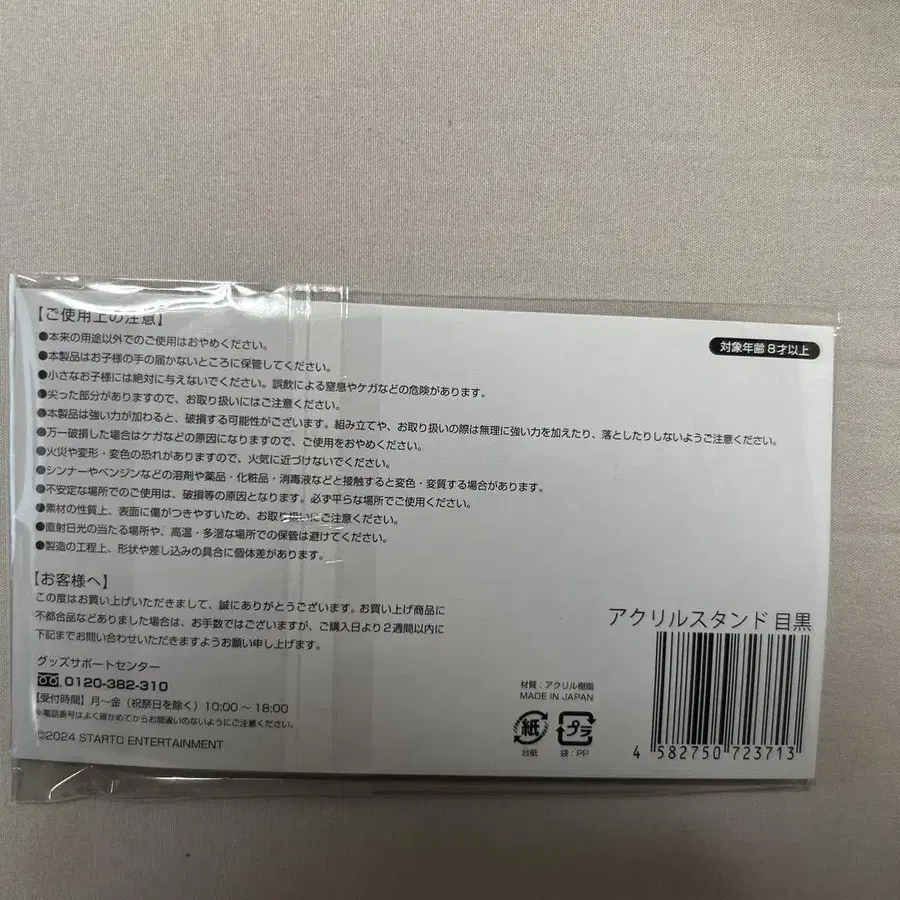 【ご使用上の注意】
対象年齢8才以上
●本来の用途以外でのご使用はおやめください。
●本製品はお子様の手の届かないところに保管してください。
●小さなお子様には絶対に与えないでください。誤飲による窒息やケガなどの危険があります。
●尖った部分がありますので、お取り扱いにはご注意ください。
●本製品は強い力が加わると、破損する可能性がございます。組み立てや、お取り扱いの際は無理に強い力を加えたり、落としたりしないようご注意ください。
●万一破損した場合はケガなどの原因になりますので、ご使用をおやめください。
●火災や変形・変色の恐れがありますので、火気に近づけないでください。
●シンナーやベンジンなどの溶剤や薬品・化粧品・消毒液などと接触すると変色・変質する場合があります。
●不安定な場所でのご使用は、破損等の原因となります。必ず平らな場所でご使用ください。
●素材の性質上、表面に傷がつきやすいため、お取り扱いにご注意ください。
●直射日光の当たる場所や、高温・多湿な場所での保管は避けてください。
●製造の工程上、形状や差し込みの具合に個体差があります。
【お客様へ】
この度はお買い上げいただきまして、誠にありがとうございます。お買い上げ商品に
不都合品などありました場合は、お手数ではございますが、ご購入日より2週間以内に
下記までお問い合わせいただきますようお願い申し上げます。
グッズサポートセンター
0120-382-310
【受付時間】月〜金（祝祭日を除く）10:00〜18:00
※電話番号はよく確かめてからお間違いのないようにご注意ください。
©2024 STARTO ENTERTAINMENT
アクリルスタンド 目黒
材質：アクリル樹脂
MADE IN JAPAN
紙
プラ
台紙
袋：PP
4 582750 723713